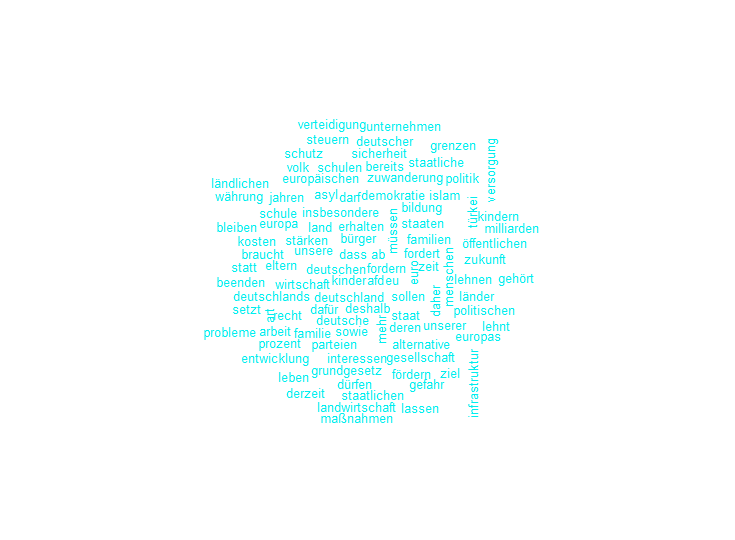 verteidigung unternehmen
steuern deutscher
grenzen
schutz sicherheit
volk schulen bereits staatliche
versorgung
ländlichen europäischen zuwanderung politik
währung jahren asyl darf demokratie islam
schule insbesondere müssen bildung türkei kindern
bleiben europa land erhalten staaten milliarden
kosten stärken bürger familien öffentlichen
braucht unsere dass ab fordert zukunft
statt eltern deutschen fordern euro zeit menschen
beenden wirtschaft kinder afd eu lehnen gehört
deutschlands deutschland sollen daher länder
setzt art recht dafür deshalb staat politischen
deutsche mehr
probleme arbeit familie sowie deren unserer lehnt
europas
prozent parteien alternative
entwicklung interessen gesellschaft
leben grundgesetz fördern ziel infrastruktur
dürfen gefahr
derzeit staatlichen
landwirtschaft lassen
maßnahmen